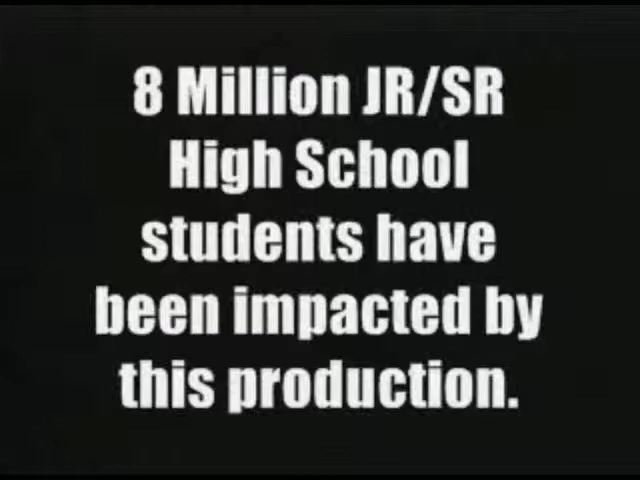 8 Million JR/SR
High School
students have
been impacted by
this production.